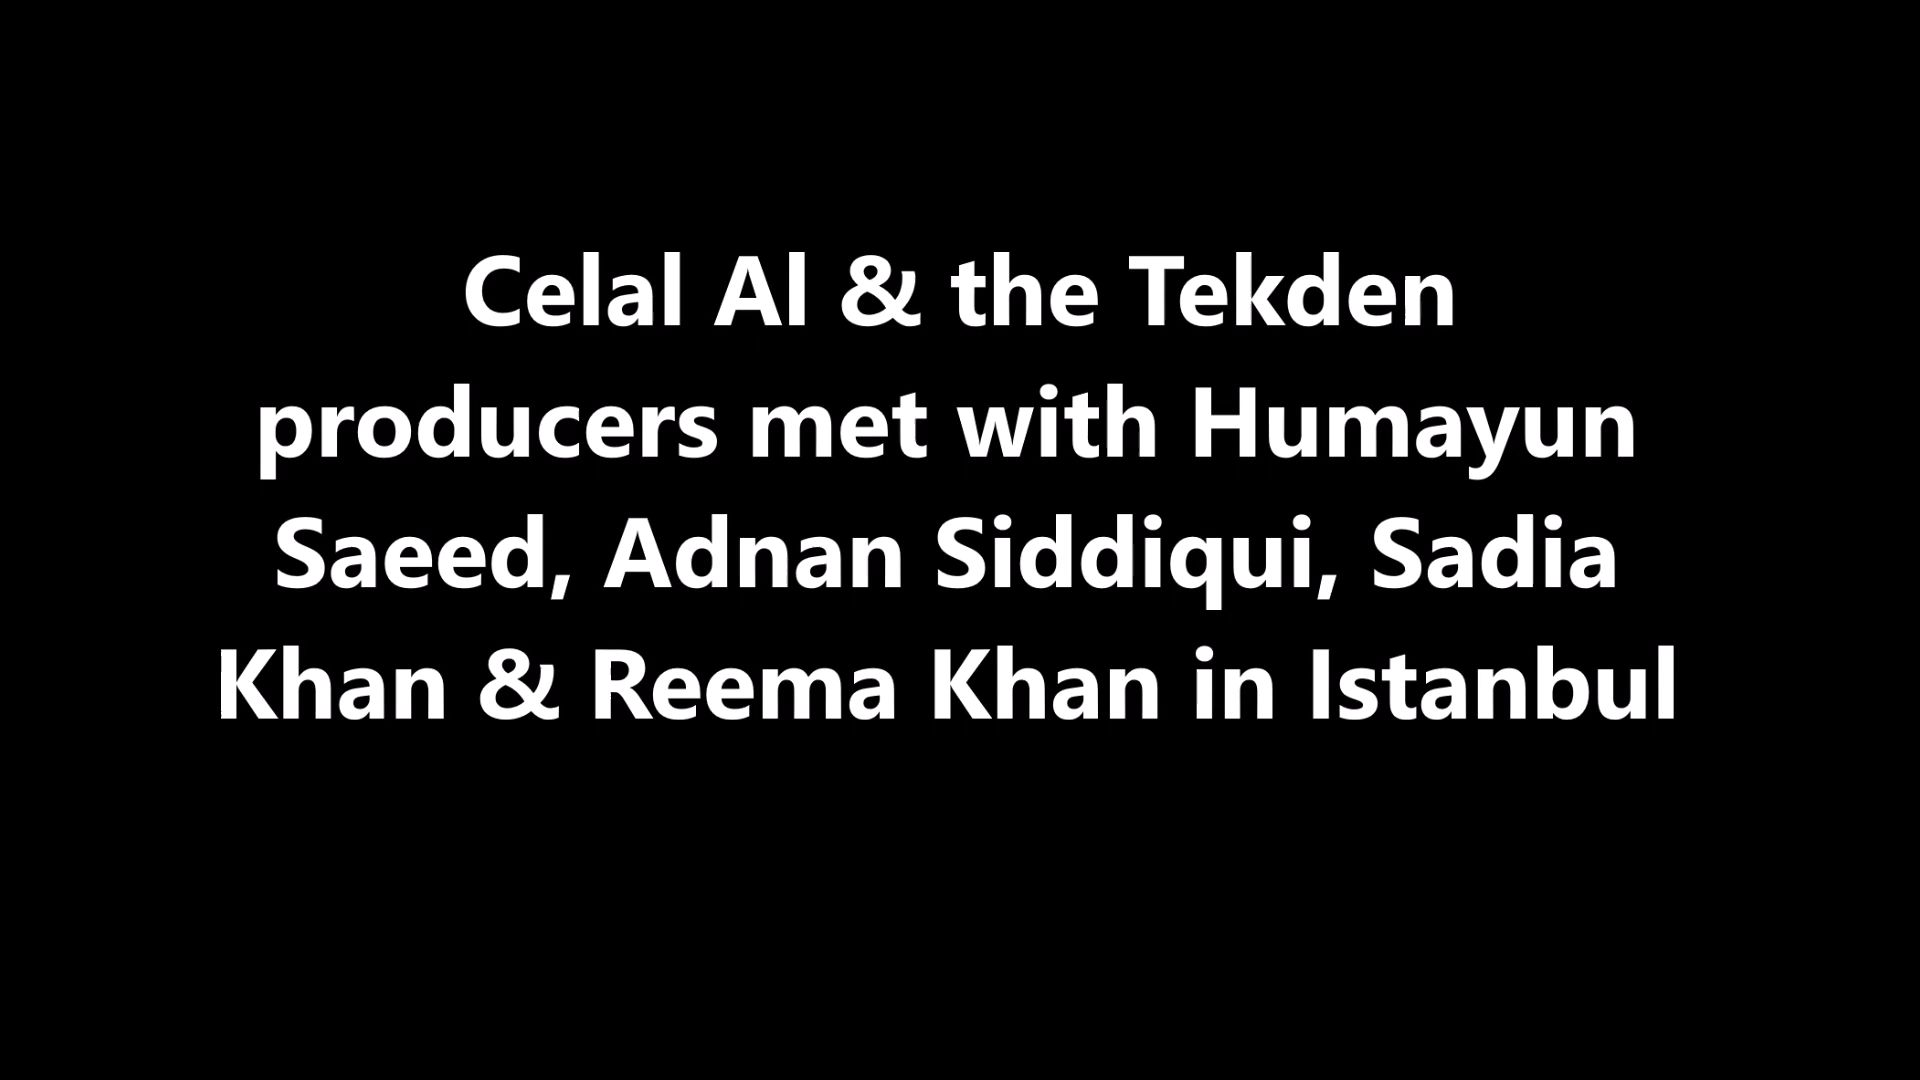 Celal Al & the Tekden
producers met with Humayun
Saeed, Adnan Siddiqui, Sadia
Khan & Reema Khan in Istanbul